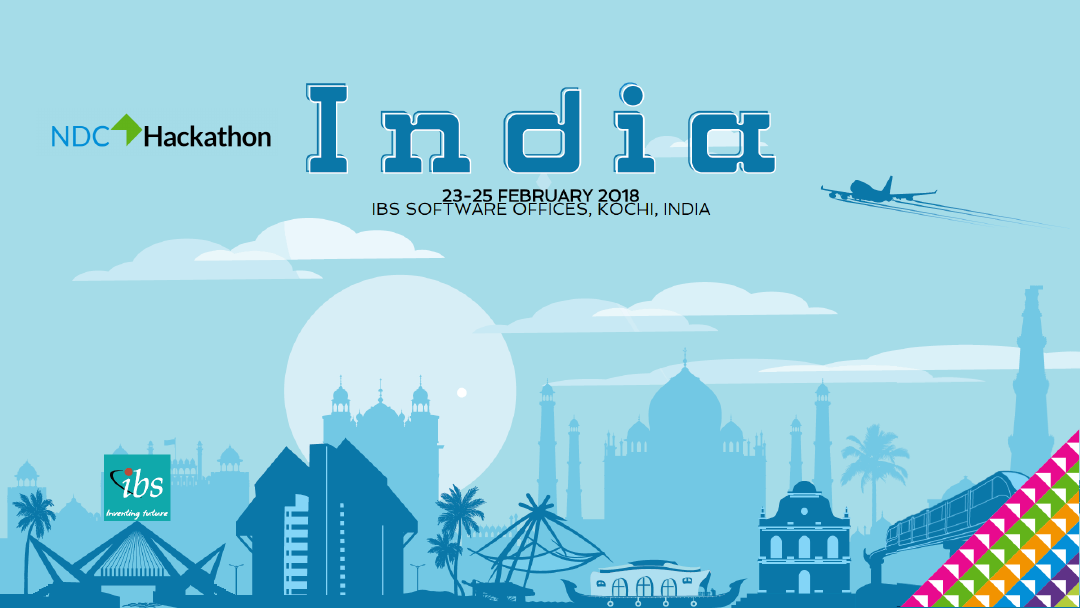 NDC Hackathon
India
23-25 FEBRUARY 2018
IBS SOFTWARE OFFICES, KOCHI, INDIA
ibs
Inventing future